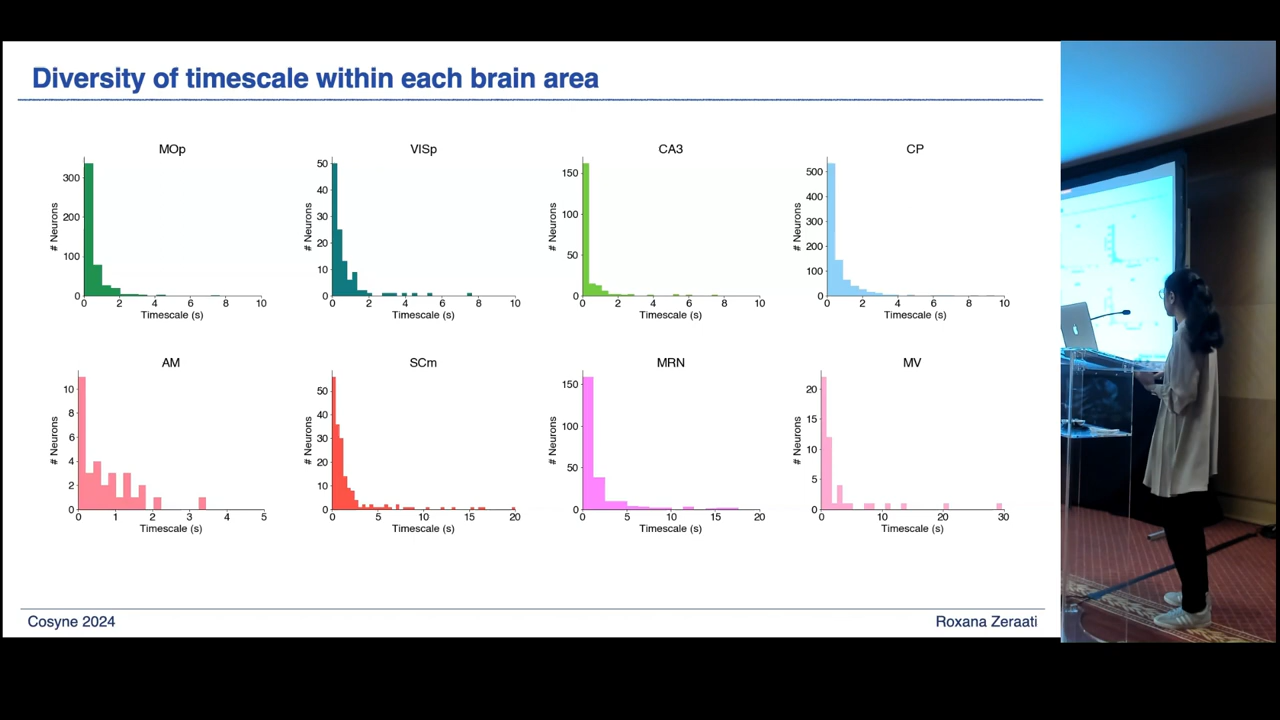 Diversity of timescale within each brain area
MOp
VISp
CA3
CP
# Neurons
300
200
100
0
0 2 4 6 8 10
Timescale (s)
# Neurons
50
40
30
20
10
0
0 2 4 6 8 10
Timescale (s)
# Neurons
150
100
50
0
0 2 4 6 8 10
Timescale (s)
# Neurons
500
400
300
200
100
0
0 2 4 6 8 10
Timescale (s)
AM
SCm
MRN
MV
# Neurons
10
8
6
4
2
0
0 1 2 3 4 5
Timescale (s)
# Neurons
50
40
30
20
10
0
0 5 10 15 20
Timescale (s)
# Neurons
150
100
50
0
0 5 10 15 20
Timescale (s)
# Neurons
20
15
10
5
0
0 10 20 30
Timescale (s)
Cosyne 2024
Roxana Zeraati